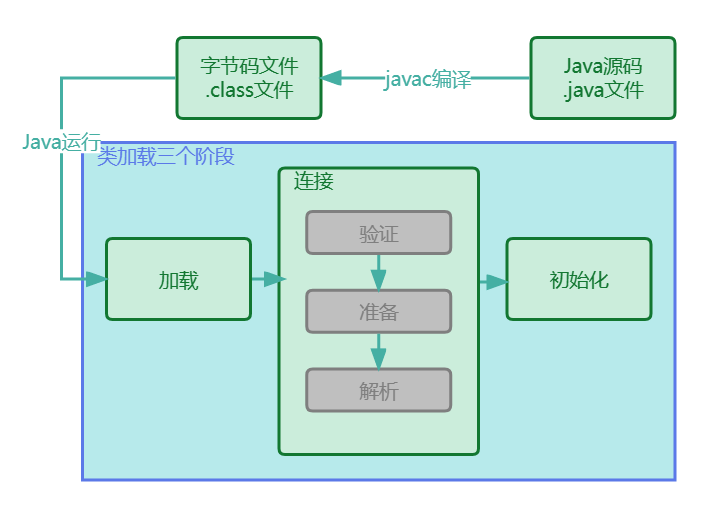 字节码文件
.class文件
javac编译
Java源码
.java文件
Java运行
类加载三个阶段
连接
验证
加载
准备
初始化
解析